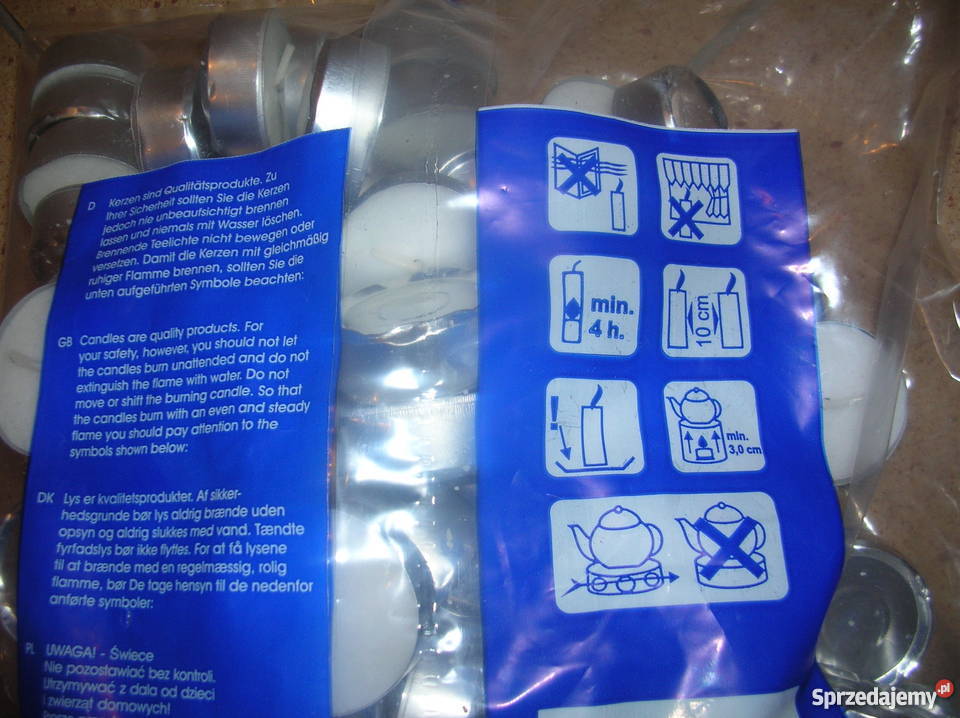 D Kerzen sind Qualitätsprodukte. Zu
Ihrer Sicherheit sollten Sie die Kerzen
jedoch nie unbeaufsichtigt brennen
lassen und niemals mit Wasser löschen.
Brennende Teelichte nicht bewegen oder
versetzen. Damit die Kerzen mit gleichmäßig
ruhiger Flamme brennen, sollten Sie die
unten aufgeführten Symbole beachten:
GB Candles are quality products. For
your safety, however, you should not let
the candles burn unattended and do not
extinguish the flame with water. Do not
move or shift the burning candle. So that
the candles burn with an even and steady
flame you should pay attention to the
symbols shown below:
DK Lys er kvalitetsprodukter. Af sikker-
hedsgrunde bør lys aldrig brænde uden
opsyn og aldrig slukkes med vand. Tændte
fyrfadslys bør ikke flyttes. For at få lysene
til at brænde med en regelmæssig, rolig
flamme, bør De tage hensyn til de nedenfor
anførte symboler:
PL UWAGA! - Świece
Nie pozostawiać bez kontroli.
Utrzymywać z dala od dzieci
i zwierząt domowych!
min.
4 h.
10 cm
!
min.
3,0 cm
Sprzedajemy.pl